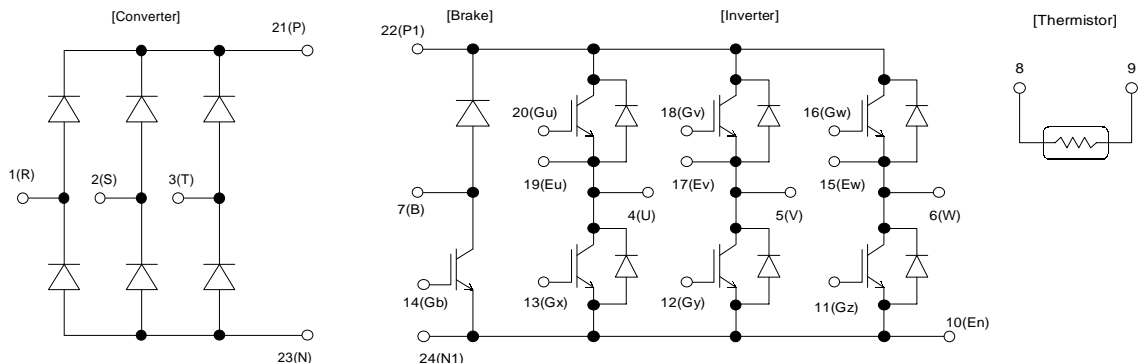 [Converter]
[Brake]
[Inverter]
[Thermistor]
21(P)
22(P1)
8
9
20(Gu)
18(Gv)
16(Gw)
1(R)
2(S)
3(T)
19(Eu)
17(Ev)
15(Ew)
7(B)
4(U)
5(V)
6(W)
14(Gb)
13(Gx)
12(Gy)
11(Gz)
10(En)
23(N)
24(N1)